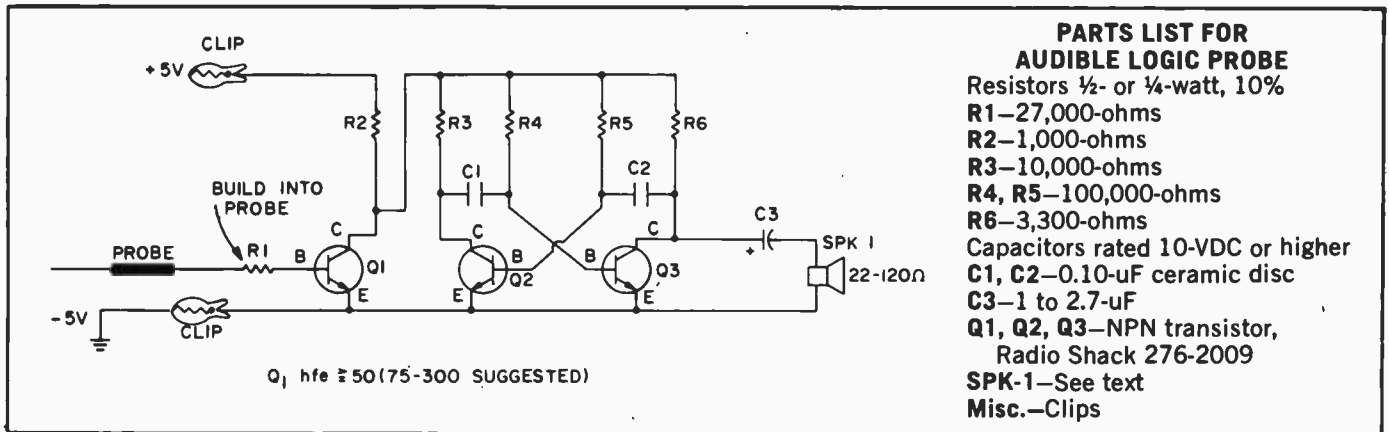 CLIP
+5V
R2
R3
R4
R5
R6
C1
C2
BUILD INTO
PROBE
C
C
C
C3
+
SPK 1
PROBE
R1
B
Q1
B
Q2
B
Q3
22-120Ω
E
E
E
-5V
CLIP
Q1 hfe ≧ 50 (75-300 SUGGESTED)
PARTS LIST FOR
AUDIBLE LOGIC PROBE
Resistors ½- or ¼-watt, 10%
R1—27,000-ohms
R2—1,000-ohms
R3—10,000-ohms
R4, R5—100,000-ohms
R6—3,300-ohms
Capacitors rated 10-VDC or higher
C1, C2—0.10-uF ceramic disc
C3—1 to 2.7-uF
Q1, Q2, Q3—NPN transistor,
Radio Shack 276-2009
SPK-1—See text
Misc.—Clips